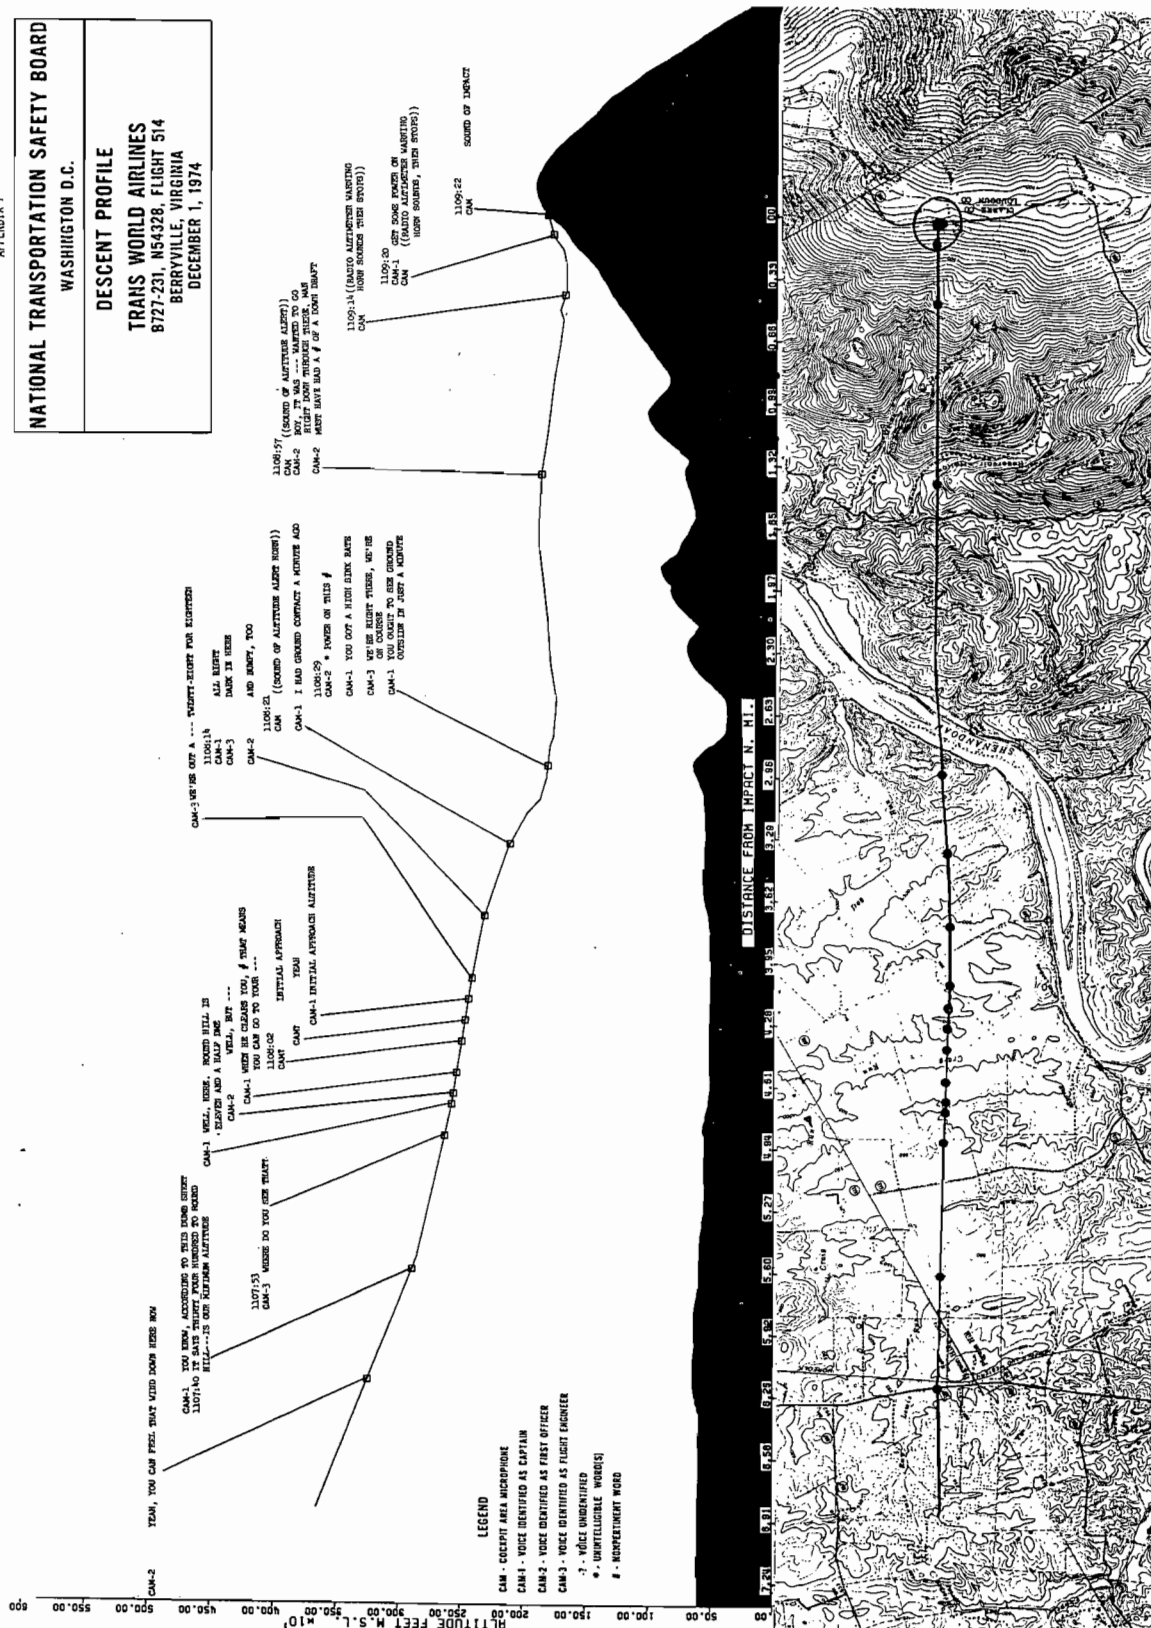 NATIONAL TRANSPORTATION SAFETY BOARD
WASHINGTON D.C.
DESCENT PROFILE
TRANS WORLD AIRLINES
B727-231, N54328, FLIGHT 514
BERRYVILLE, VIRGINIA
DECEMBER 1, 1974
CAM-2 YEAH, YOU CAN FEEL THAT WIND DOWN HERE NOW
CAM-1 YOU KNOW, ACCORDING TO THIS DUMB SHEET
1107:40 IT SAYS THIRTY FOUR HUNDRED TO ROUND
HILL---IS OUR MINIMUM ALTITUDE
1107:53
CAM-3 WHERE DO YOU SEE THAT?
CAM-1 WELL, HERE. ROUND HILL IS
ELEVEN AND A HALF DME
CAM-2 WELL, BUT ---
CAM-1 WHEN HE CLEARS YOU, # THAT MEANS
YOU CAN GO TO YOUR ---
1108:02
CAM? INITIAL APPROACH
CAM? YEAH
CAM-1 INITIAL APPROACH ALTITUDE
CAM-3 WE'RE OUT A --- TWENTY-EIGHT FOR EIGHTEEN
1108:14
CAM-1 ALL RIGHT
CAM-3 DARK IN HERE
CAM-2 AND BUMPY, TOO
1108:21
CAM ((SOUND OF ALTITUDE ALERT HORN))
CAM-1 I HAD GROUND CONTACT A MINUTE AGO
1108:29
CAM-2 * POWER ON THIS #
CAM-1 YOU GOT A HIGH SINK RATE
CAM-3 WE'RE RIGHT THERE, WE'RE
ON COURSE
CAM-1 YOU OUGHT TO SEE GROUND
OUTSIDE IN JUST A MINUTE
1108:57
CAM ((SOUND OF ALTITUDE ALERT))
CAM-2 BOY, IT WAS --- WANTED TO GO
RIGHT DOWN THROUGH THERE, MAN
CAM-2 MUST HAVE HAD A # OF A DOWN DRAFT
1109:14((RADIO ALTIMETER WARNING
CAM HORN SOUNDS THEN STOPS))
1109:20
CAM-1 GET SOME POWER ON
CAM ((RADIO ALTIMETER WARNING
HORN SOUNDS, THEN STOPS))
1109:22
CAM SOUND OF IMPACT
LEGEND
CAM - COCKPIT AREA MICROPHONE
CAM-1 - VOICE IDENTIFIED AS CAPTAIN
CAM-2 - VOICE IDENTIFIED AS FIRST OFFICER
CAM-3 - VOICE IDENTIFIED AS FLIGHT ENGINEER
-? - VOICE UNIDENTIFIED
* - UNINTELLIGIBLE WORD(S)
# - NONPERTINENT WORD
ALTITUDE FEET M.S.L. ×10¹
600 550.00 500.00 450.00 400.00 350.00 300.00 250.00 200.00 150.00 100.00 50.00 .00
DISTANCE FROM IMPACT N. MI.
7.24 6.91 6.58 6.25 5.92 5.60 5.27 4.94 4.61 4.28 3.95 3.62 3.29 2.96 2.63 2.30 1.97 1.65 1.32 0.99 0.66 0.33 .00
SHENANDOAH
CLARKE CO
LOUDOUN CO
Craig